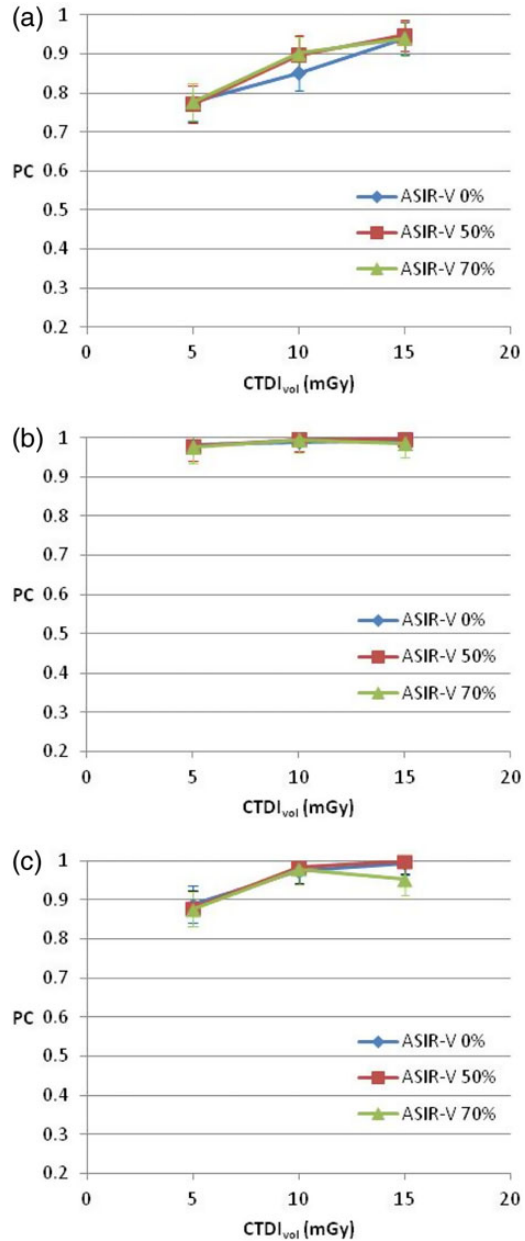 (a)
1
0.9
0.8
0.7
PC
0.6
0.5
0.4
0.3
0.2
ASIR-V 0%
ASIR-V 50%
ASIR-V 70%
0 5 10 15 20
CTDIvol (mGy)
(b)
1
0.9
0.8
0.7
PC
0.6
0.5
0.4
0.3
0.2
ASIR-V 0%
ASIR-V 50%
ASIR-V 70%
0 5 10 15 20
CTDIvol (mGy)
(c)
1
0.9
0.8
0.7
PC
0.6
0.5
0.4
0.3
0.2
ASIR-V 0%
ASIR-V 50%
ASIR-V 70%
0 5 10 15 20
CTDIvol (mGy)